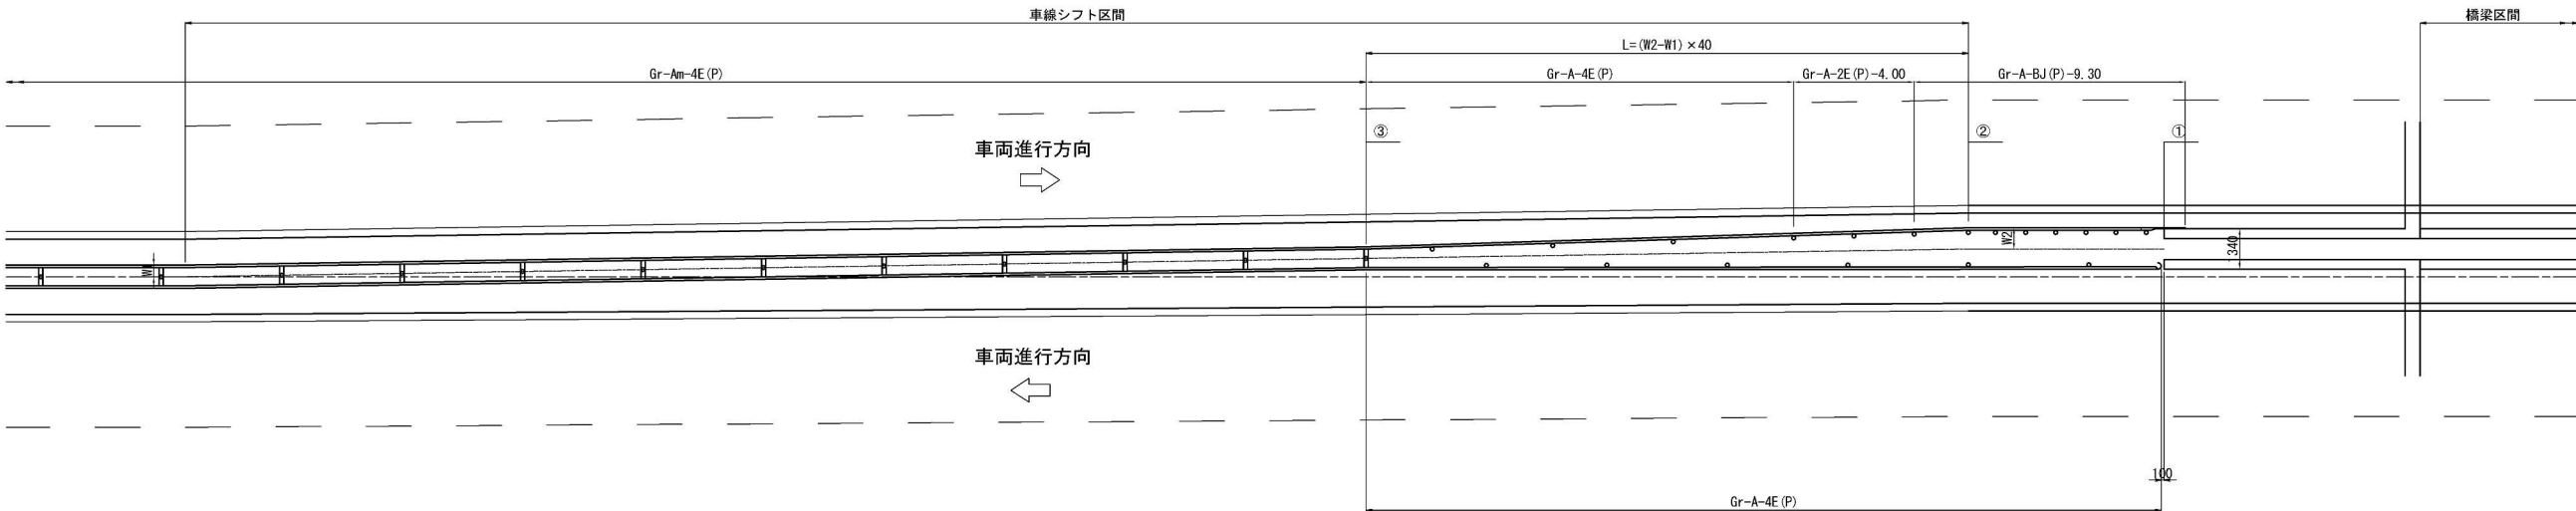 車線シフト区間
橋梁区間
L=(W2-W1)×40
Gr-Am-4E(P)
Gr-A-4E(P)
Gr-A-2E(P)-4.00
Gr-A-BJ(P)-9.30
③
②
①
車両進行方向
W2
1340
車両進行方向
100
Gr-A-4E(P)